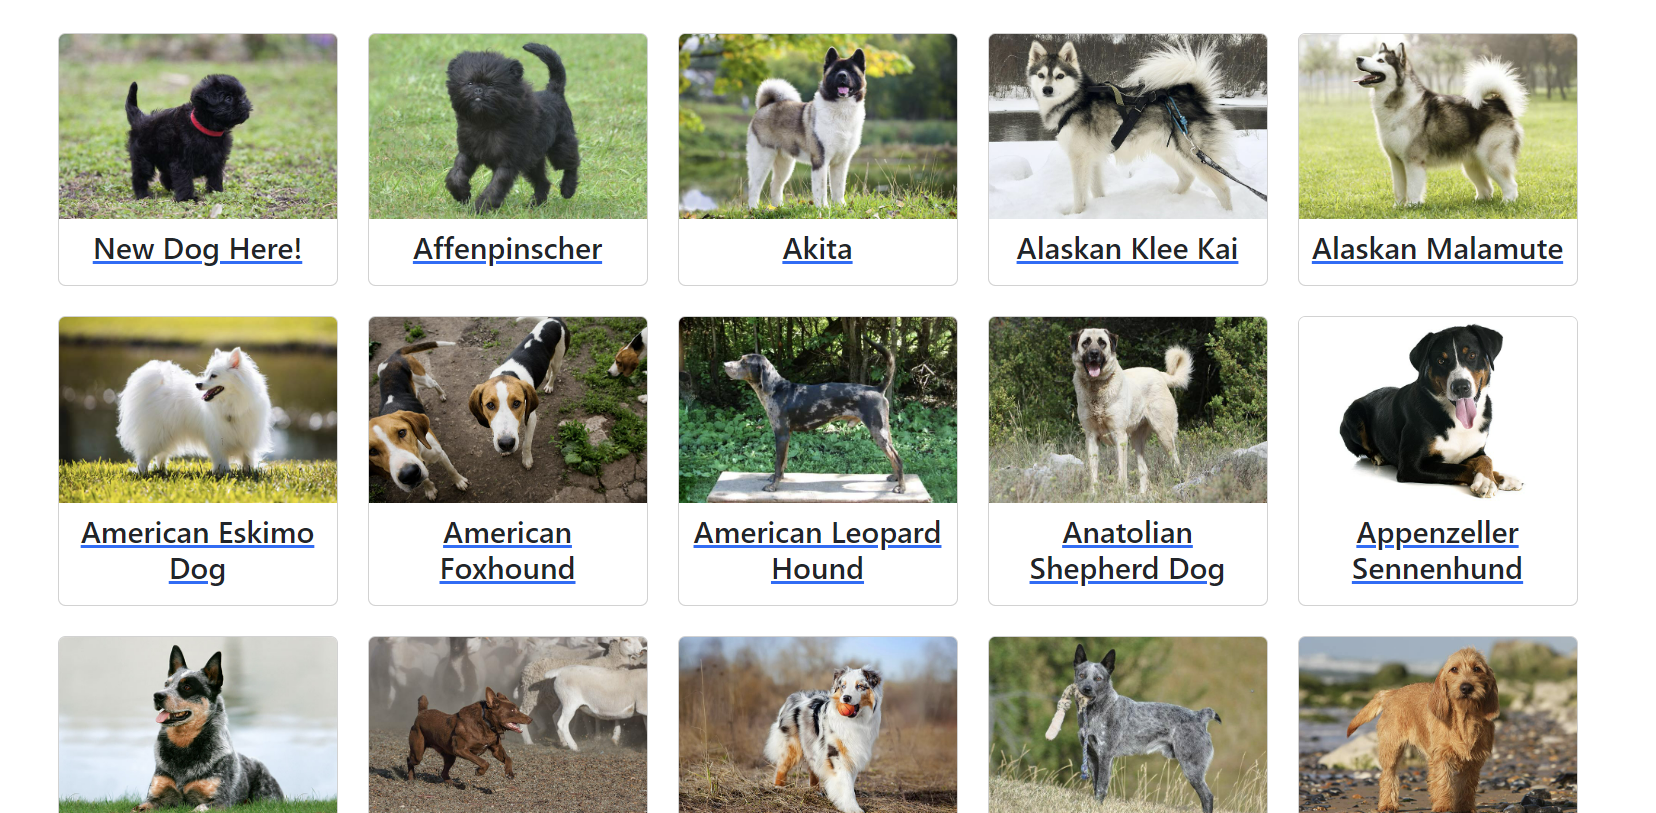 New Dog Here!
Affenpinscher
Akita
Alaskan Klee Kai
Alaskan Malamute
American Eskimo
Dog
American
Foxhound
American Leopard
Hound
Anatolian
Shepherd Dog
Appenzeller
Sennenhund